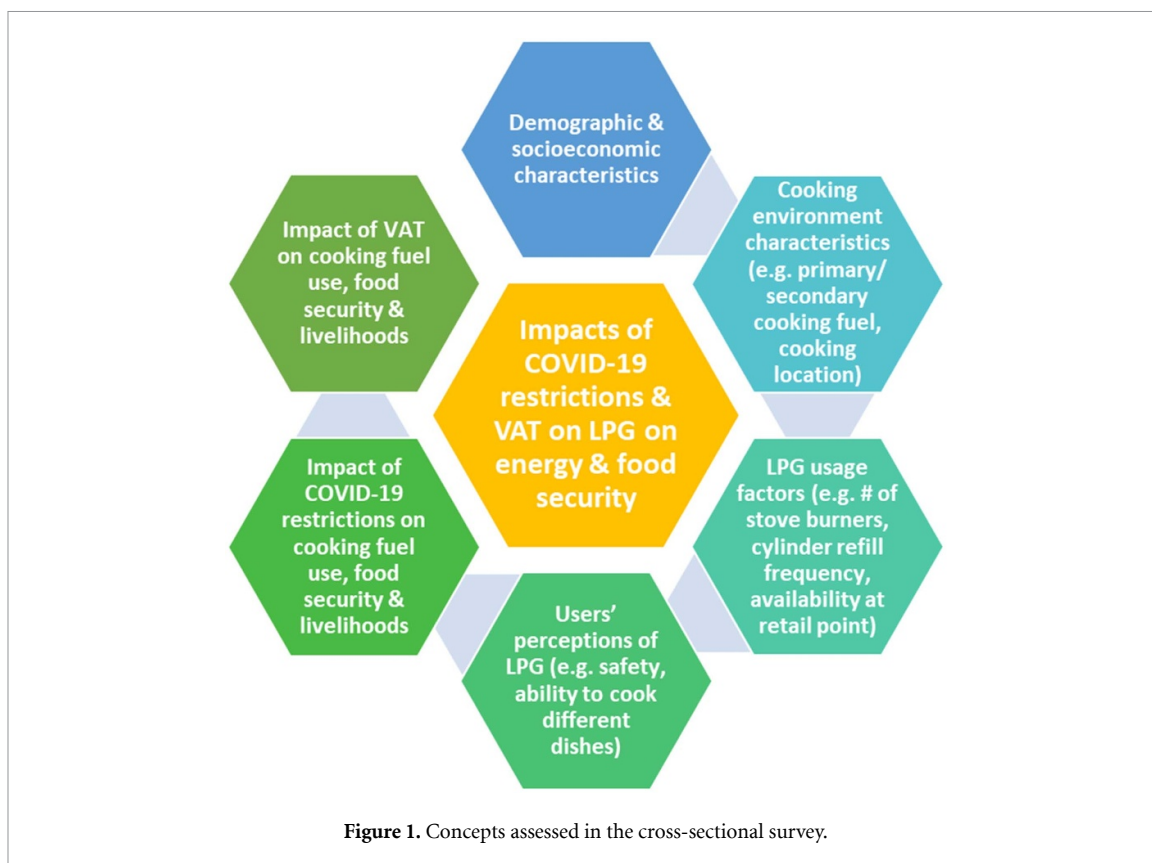 Demographic &
socioeconomic
characteristics
Cooking
environment
characteristics
(e.g. primary/
secondary
cooking fuel,
cooking
location)
LPG usage
factors (e.g. # of
stove burners,
cylinder refill
frequency,
availability at
retail point)
Users'
perceptions of
LPG (e.g. safety,
ability to cook
different
dishes)
Impact of
COVID-19
restrictions on
cooking fuel
use, food
security &
livelihoods
Impact of VAT
on cooking fuel
use, food
security &
livelihoods
Impacts of
COVID-19
restrictions &
VAT on LPG on
energy & food
security
Figure 1. Concepts assessed in the cross-sectional survey.